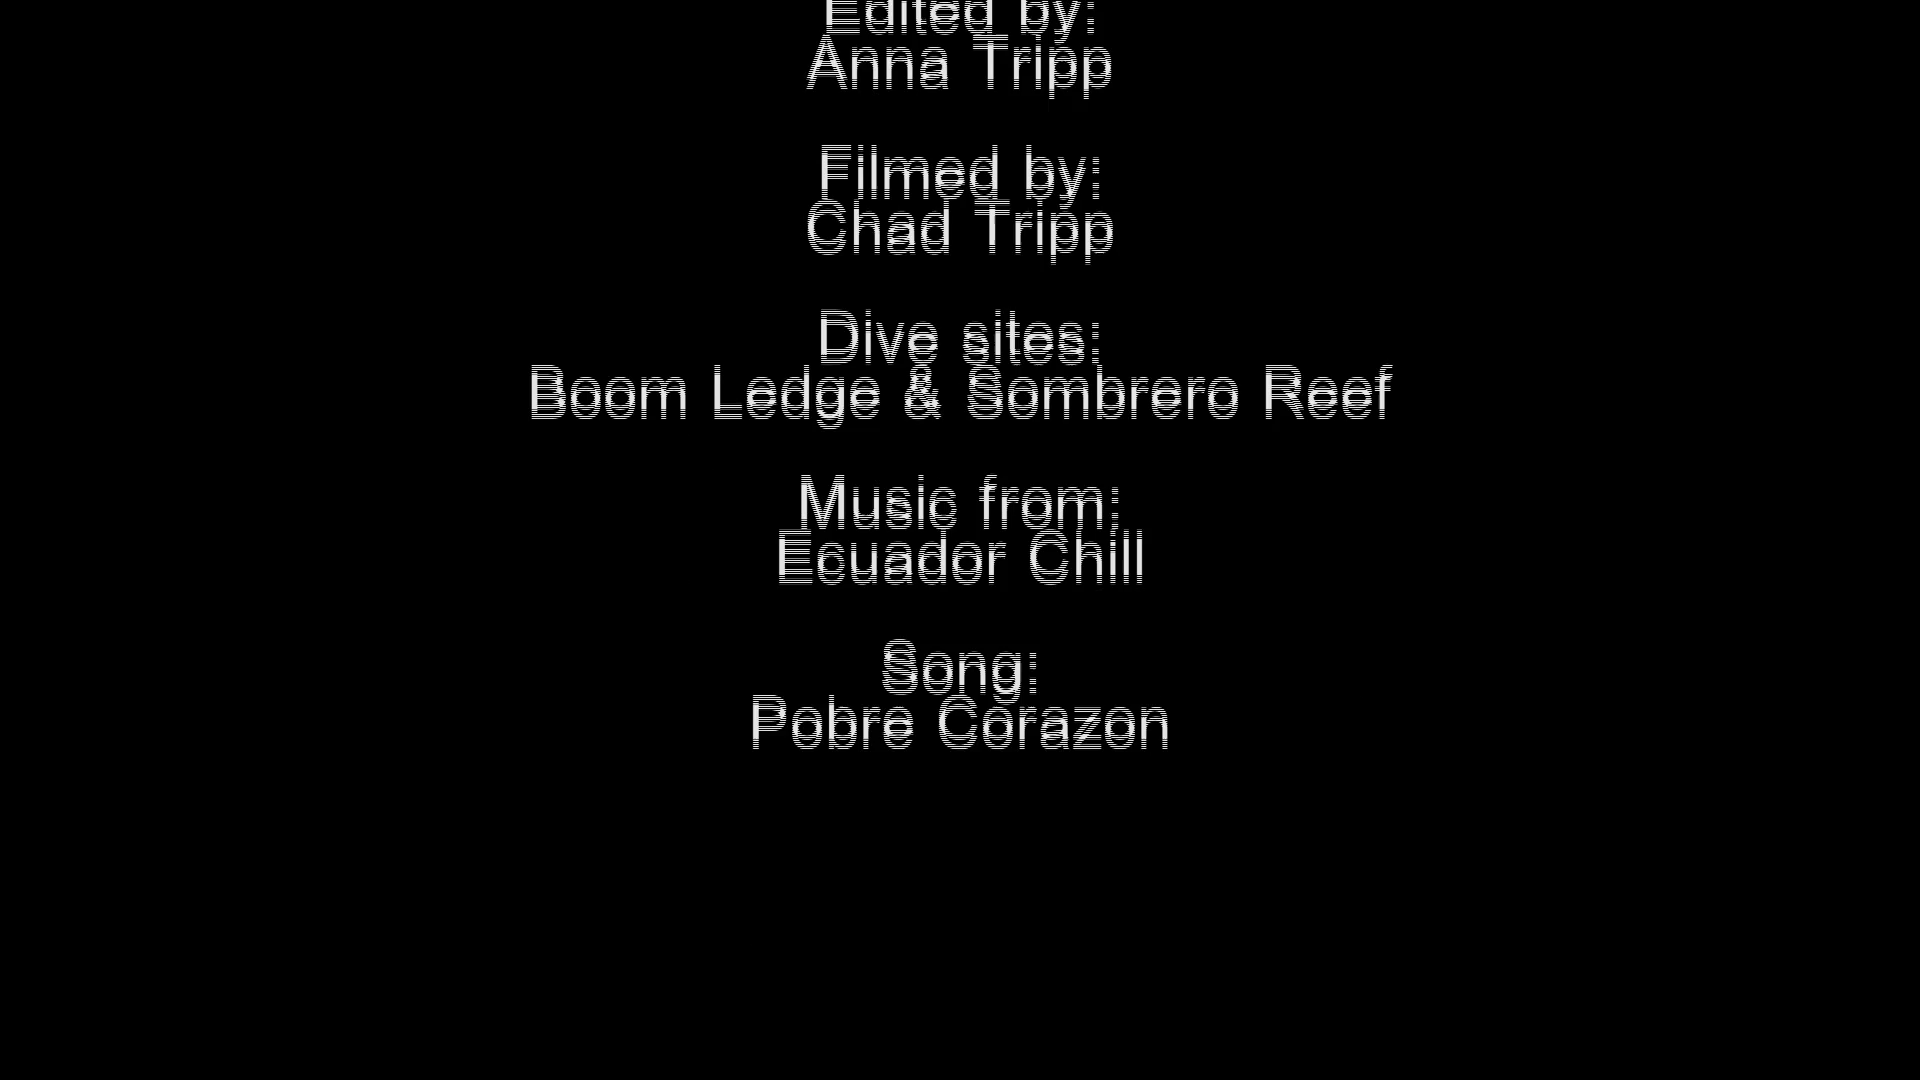 Edited by:
Anna Tripp
Filmed by:
Chad Tripp
Dive sites:
Boom Ledge & Sombrero Reef
Music from:
Ecuador Chill
Song:
Pobre Corazon